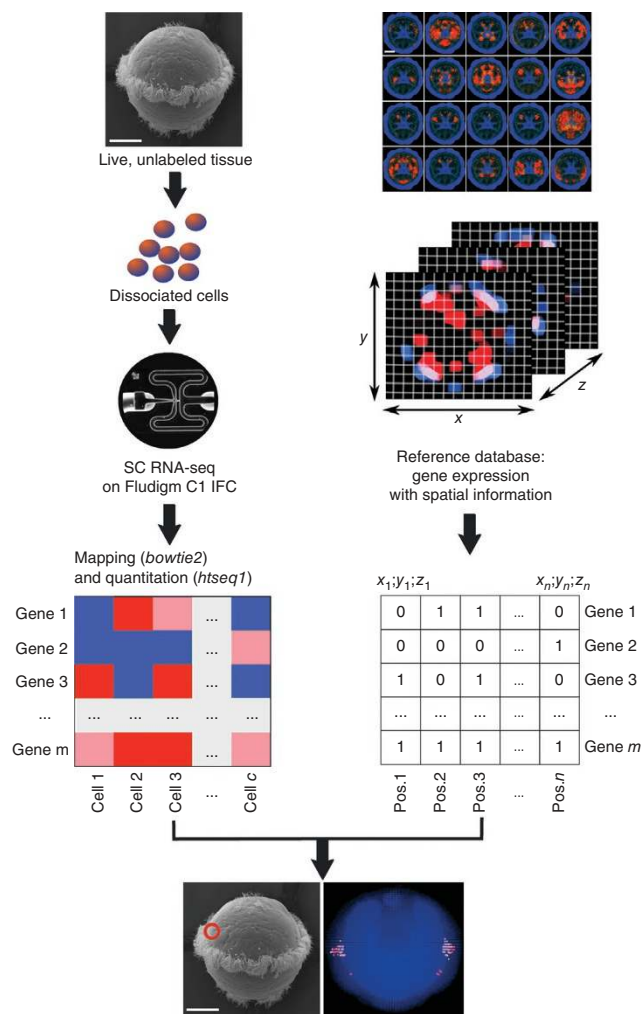 Live, unlabeled tissue
Dissociated cells
SC RNA-seq
on Fludigm C1 IFC
Mapping (bowtie2)
and quantitation (htseq1)
Gene 1
...
Gene 2
...
Gene 3
...
...
... ... ... ... ...
Gene m
...
Cell 1
Cell 2
Cell 3
...
Cell c
y
x
z
Reference database:
gene expression
with spatial information
x1;y1;z1
xn;yn;zn
0 1 1 ... 0 Gene 1
0 0 0 ... 1 Gene 2
1 0 1 ... 0 Gene 3
... ... ... ... ... ...
1 1 1 ... 1 Gene m
Pos.1
Pos.2
Pos.3
...
Pos.n